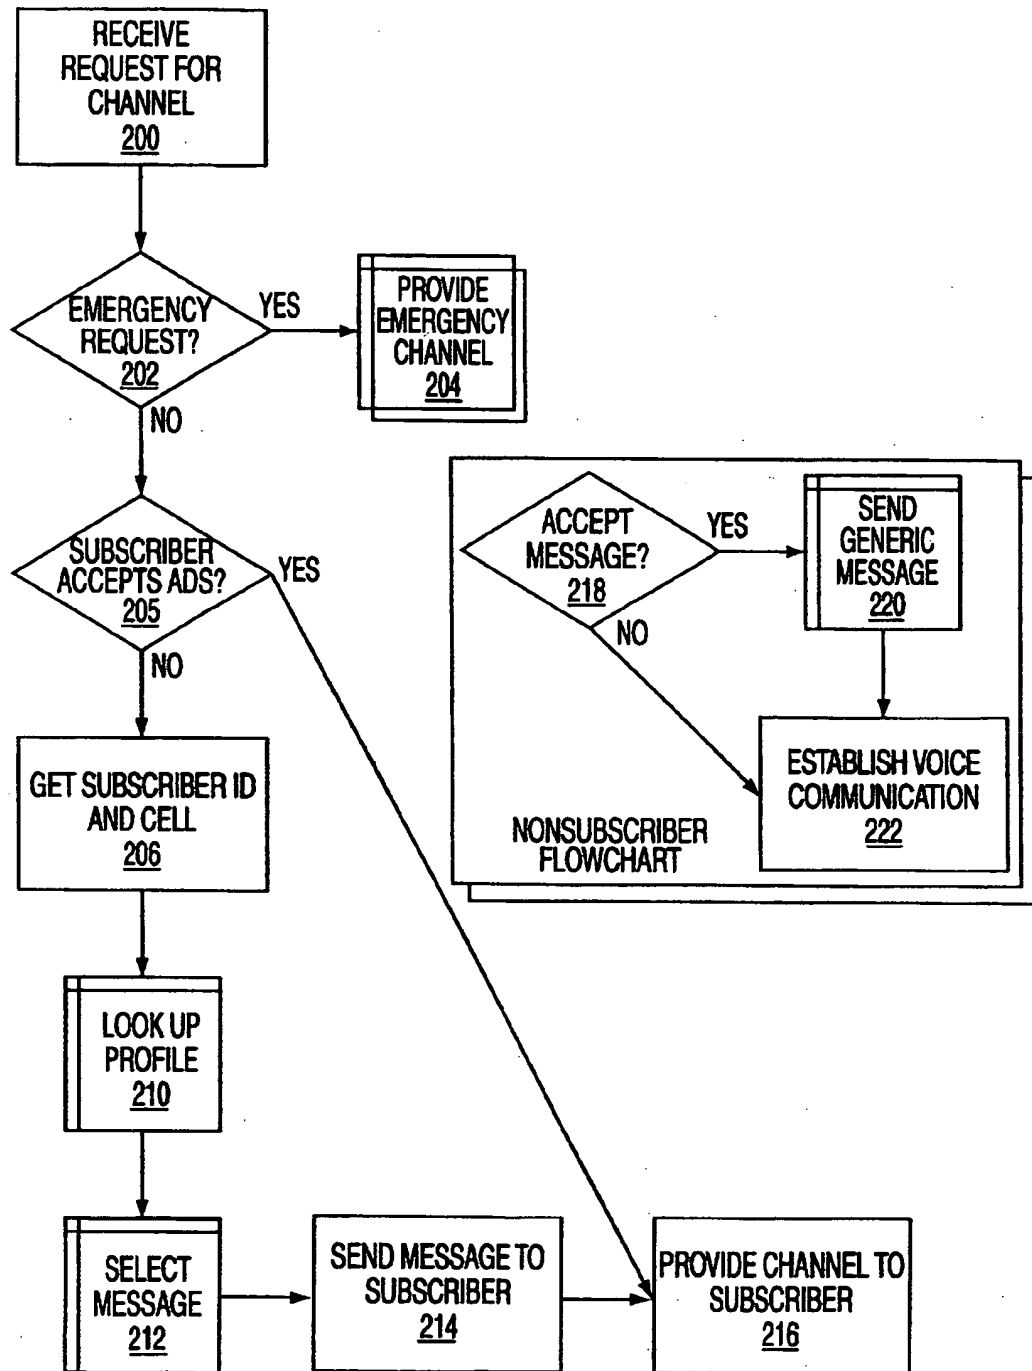 RECEIVE
REQUEST FOR
CHANNEL
200
EMERGENCY
REQUEST?
202
YES
NO
PROVIDE
EMERGENCY
CHANNEL
204
SUBSCRIBER
ACCEPTS ADS?
205
YES
NO
GET SUBSCRIBER ID
AND CELL
206
LOOK UP
PROFILE
210
SELECT
MESSAGE
212
SEND MESSAGE TO
SUBSCRIBER
214
PROVIDE CHANNEL TO
SUBSCRIBER
216
ACCEPT
MESSAGE?
218
YES
NO
SEND
GENERIC
MESSAGE
220
ESTABLISH VOICE
COMMUNICATION
222
NONSUBSCRIBER
FLOWCHART